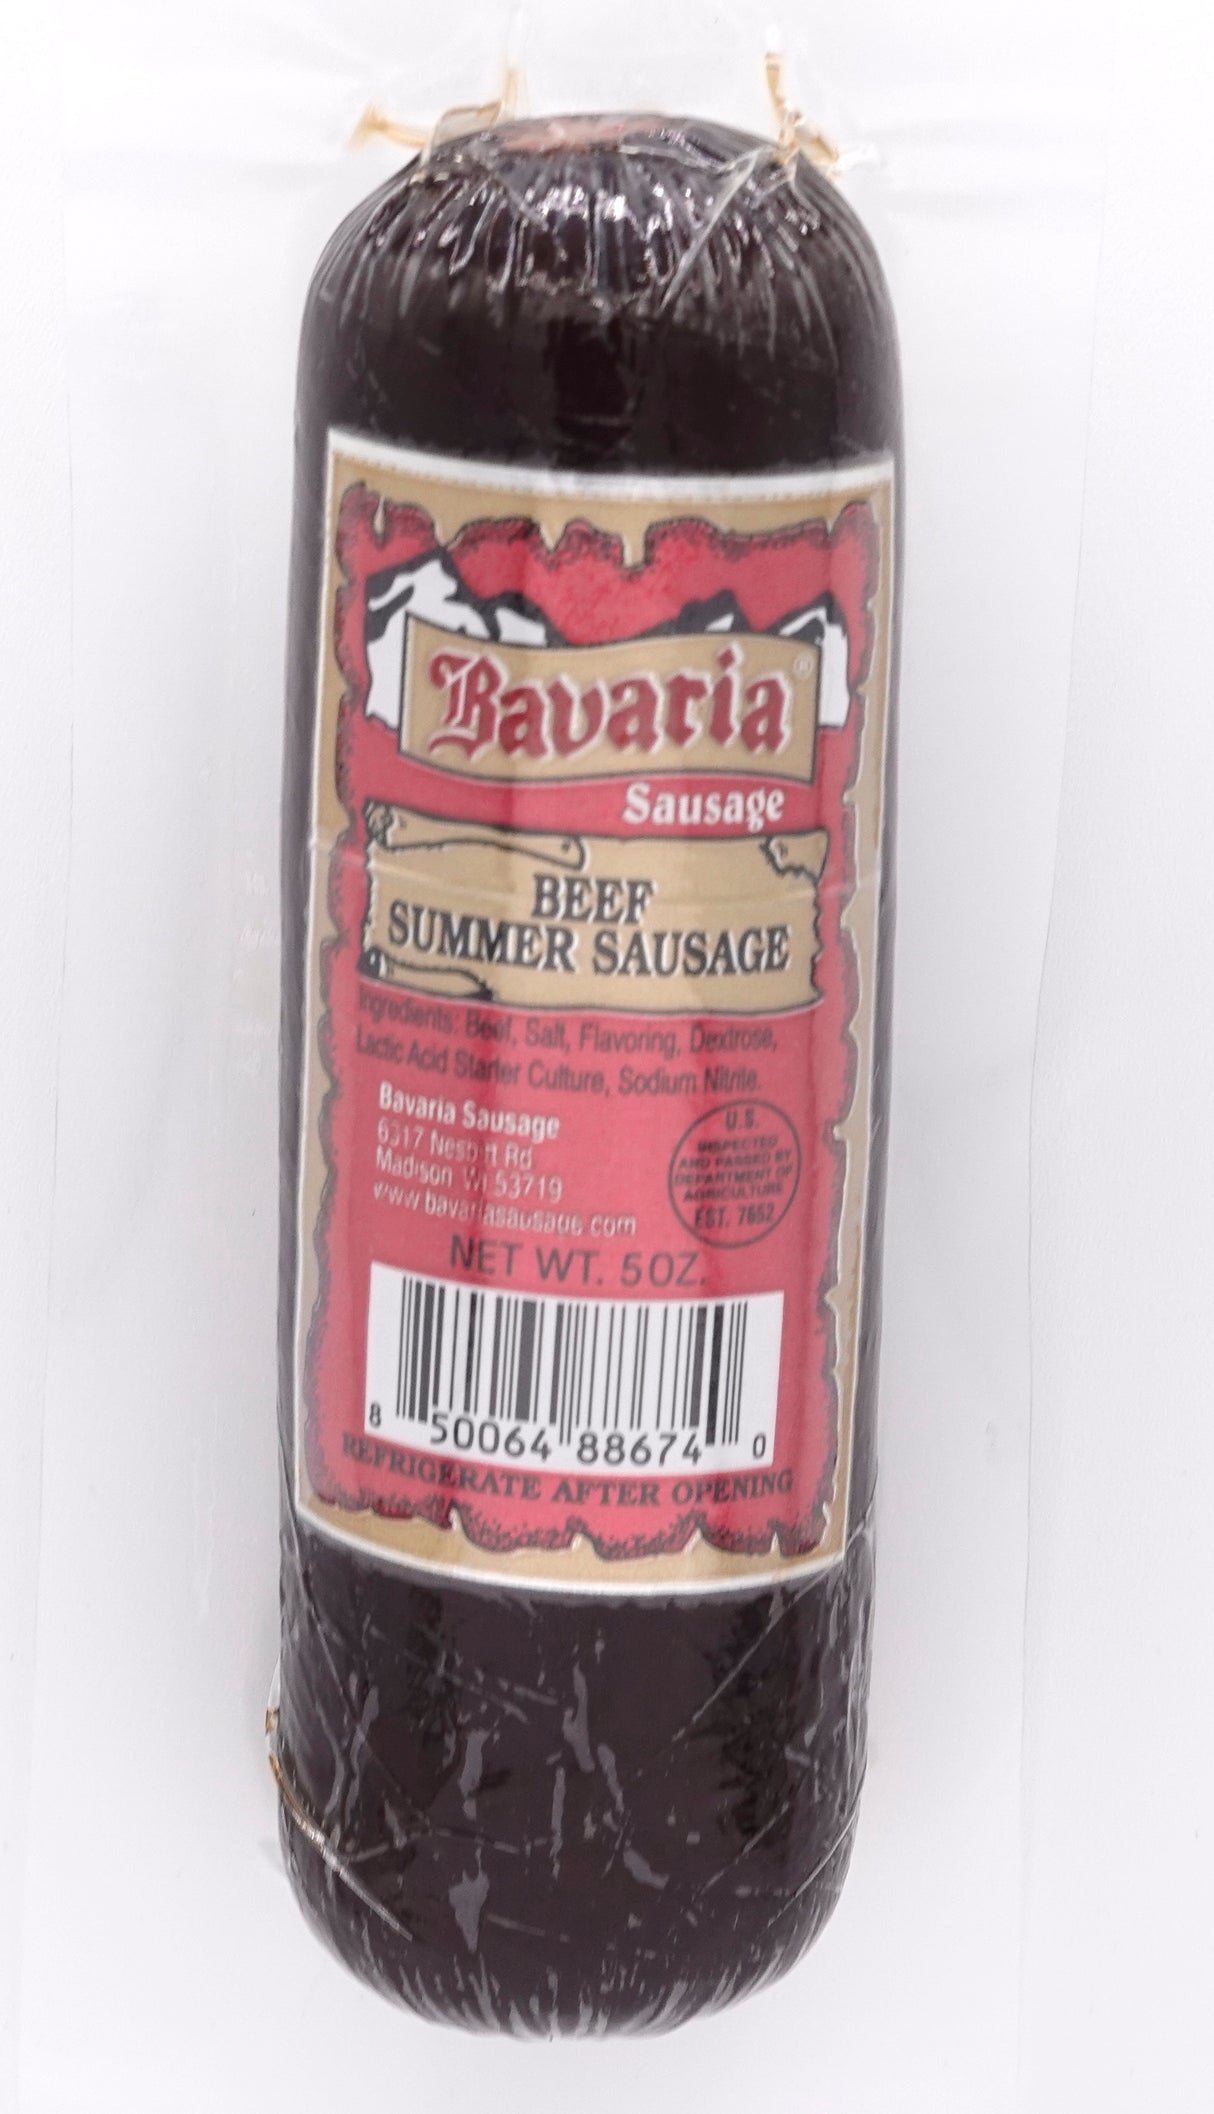 Bavaria®
Sausage
BEEF
SUMMER SAUSAGE
Ingredients: Beef, Salt, Flavoring, Dextrose,
Lactic Acid Starter Culture, Sodium Nitrite.
Bavaria Sausage
6317 Nesbitt Rd
Madison WI 53719
www.bavariasausage.com
U.S.
INSPECTED
AND PASSED BY
DEPARTMENT OF
AGRICULTURE
EST. 7652
NET WT. 5OZ.
8 50064 88674 0
REFRIGERATE AFTER OPENING